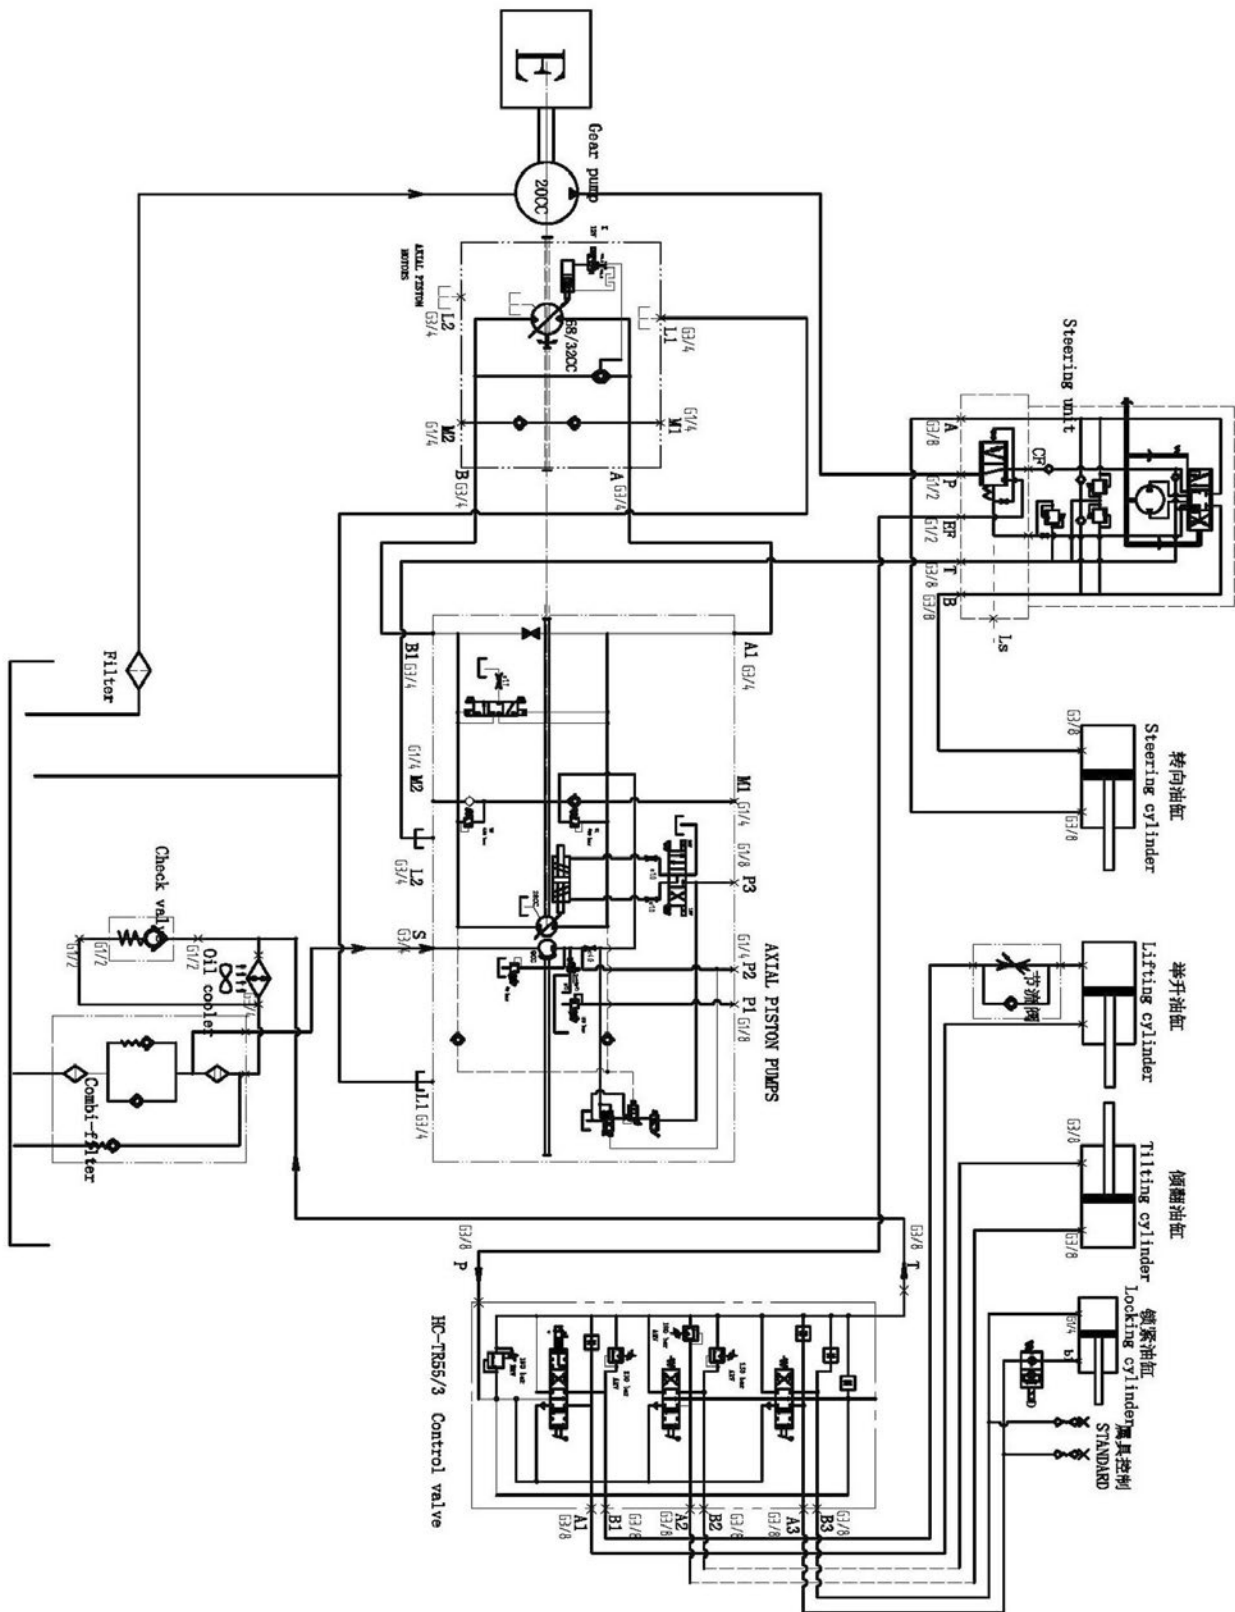 E
Gear pump
20CC
AXIAL PISTON
MOTORS
L2
G3/4
68/32CC
L1
G3/4
M2
G1/4
M1
G1/4
B
G3/4
A
G3/4
Steering unit
A
G3/8
P
G1/2
CF
EF
G1/2
T
G3/8
B
G3/8
Ls
转向油缸
Steering cylinder
G3/8
G3/8
Filter
B1
G3/4
A1
G3/4
G1/4
M2
M1
G1/4
L2
G3/4
G1/8
P3
S
G3/4
G1/4
P2
P1
G1/8
L1
G3/4
AXIAL PISTON PUMPS
Check valve
G1/2
G1/2
G1/2
Oil cooler
G3/4
Combi-filter
举升油缸
Lifting cylinder
节流阀
倾翻油缸
Tilting cylinder
G3/8
G3/8
锁紧油缸
Locking cylinder
G1/4
b
属具控制
STANDARD
G3/8
P
G3/8
T
HC-TR55/3 Control valve
A1
G3/8
B1
G3/8
A2
G3/8
B2
G3/8
A3
G3/8
B3
G3/8